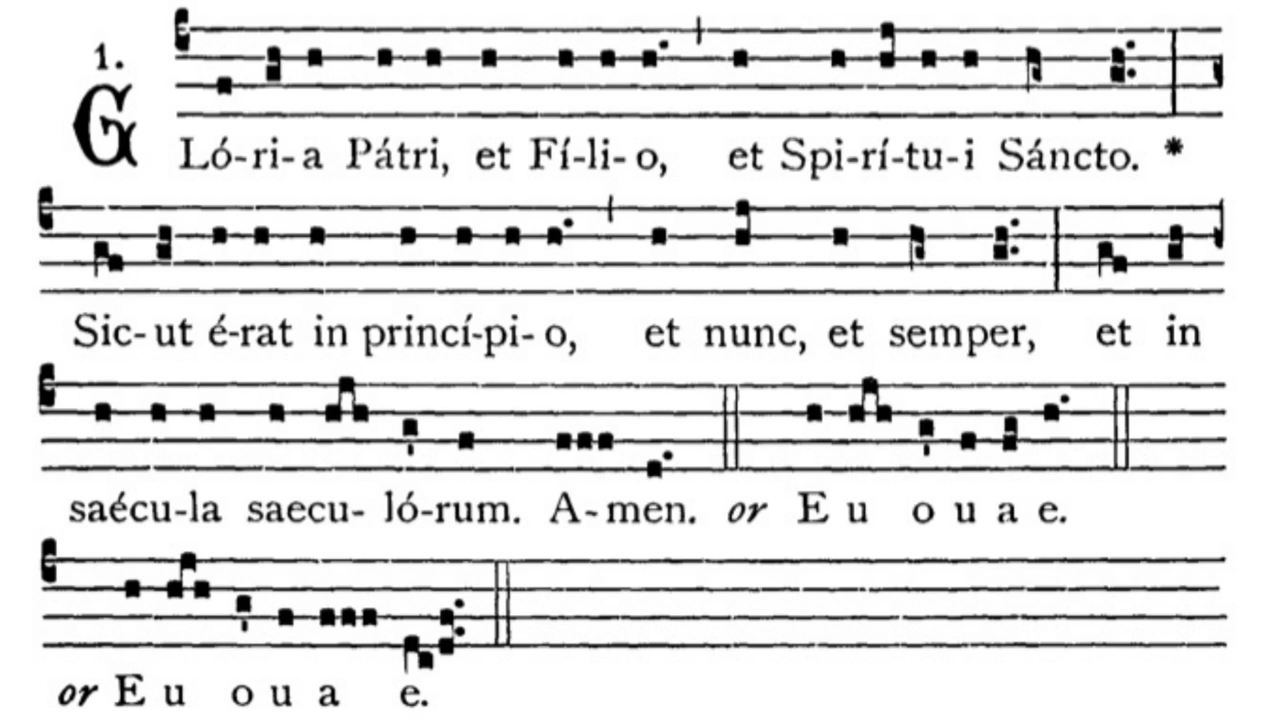 1.
GLó-ri-a Pátri, et Fí-li-o, et Spi-rí-tu-i Sáncto. *
Sic-ut é-rat in princí-pi-o, et nunc, et semper, et in
saécu-la saecu-ló-rum. A-men. or E u o u a e.
or E u o u a e.